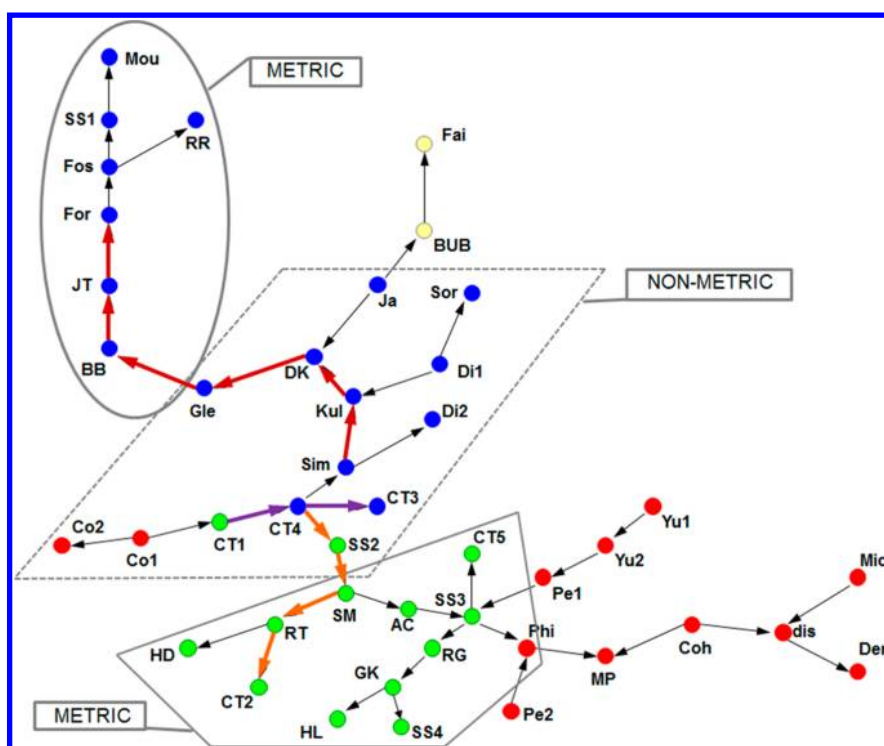 Mou
METRIC
SS1
RR
Fai
Fos
For
BUB
NON-METRIC
JT
Ja
Sor
BB
DK
Di1
Gle
Kul
Di2
Sim
CT3
Co2
CT1
CT4
Yu1
Co1
SS2
CT5
Yu2
Mic
SS3
Pe1
SM
AC
RT
Phi
Coh
dis
HD
RG
MP
Der
GK
CT2
METRIC
HL
SS4
Pe2